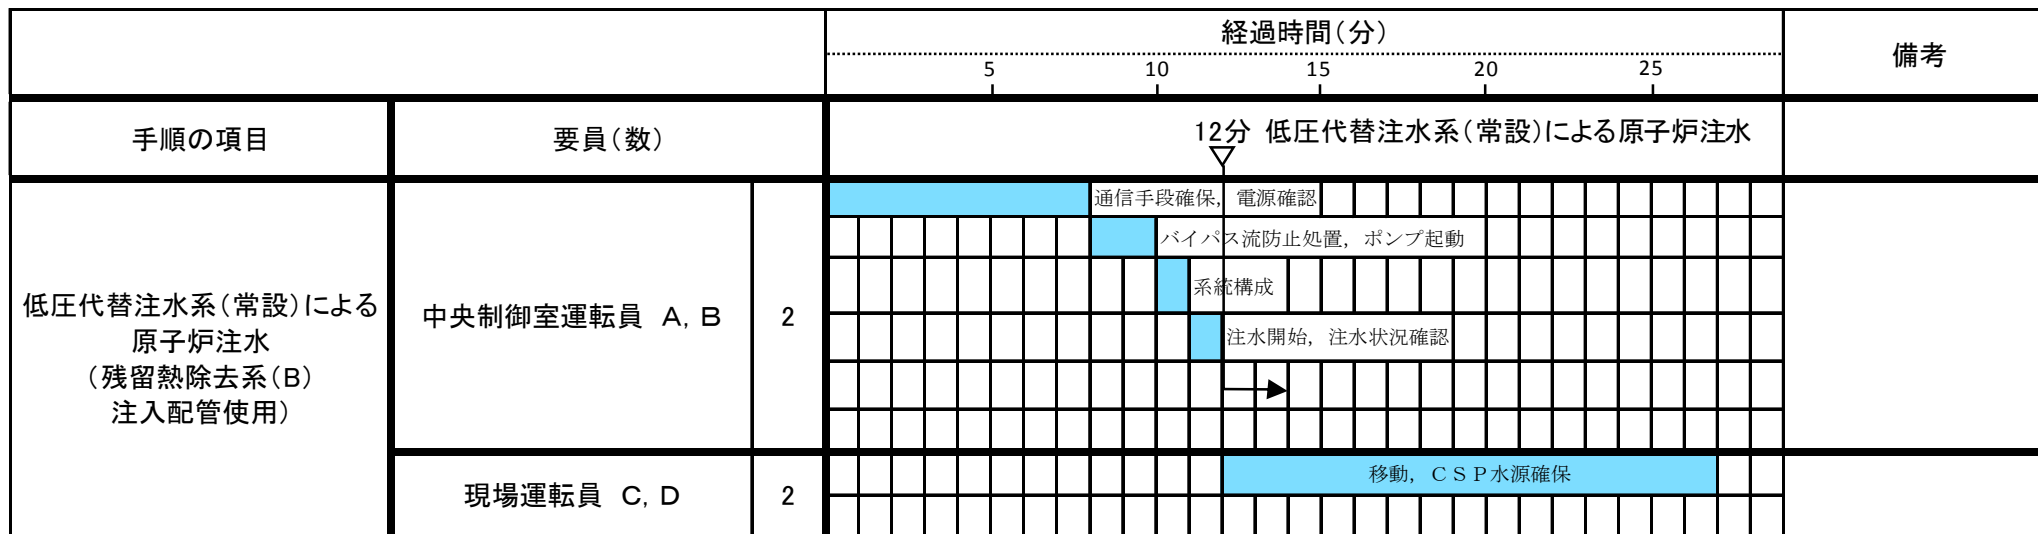 経過時間(分)
備考
5 10 15 20 25
手順の項目
要員(数)
12分 低圧代替注水系(常設)による原子炉注水
低圧代替注水系(常設)による
原子炉注水
(残留熱除去系(B)
注入配管使用)
中央制御室運転員 A,B
2
通信手段確保,電源確認
バイパス流防止処置,ポンプ起動
系統構成
注水開始,注水状況確認
現場運転員 C,D
2
移動,CSP水源確保